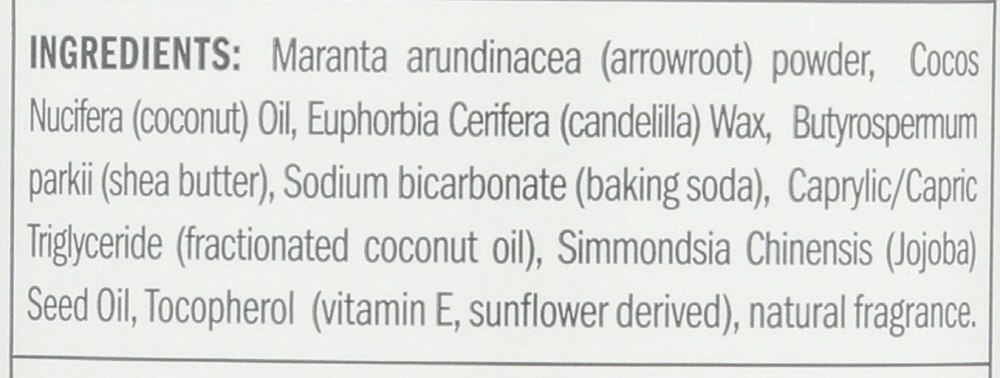 INGREDIENTS: Maranta arundinacea (arrowroot) powder, Cocos
Nucifera (coconut) Oil, Euphorbia Cerifera (candelilla) Wax, Butyrospermum
parkii (shea butter), Sodium bicarbonate (baking soda), Caprylic/Capric
Triglyceride (fractionated coconut oil), Simmondsia Chinensis (Jojoba)
Seed Oil, Tocopherol (vitamin E, sunflower derived), natural fragrance.